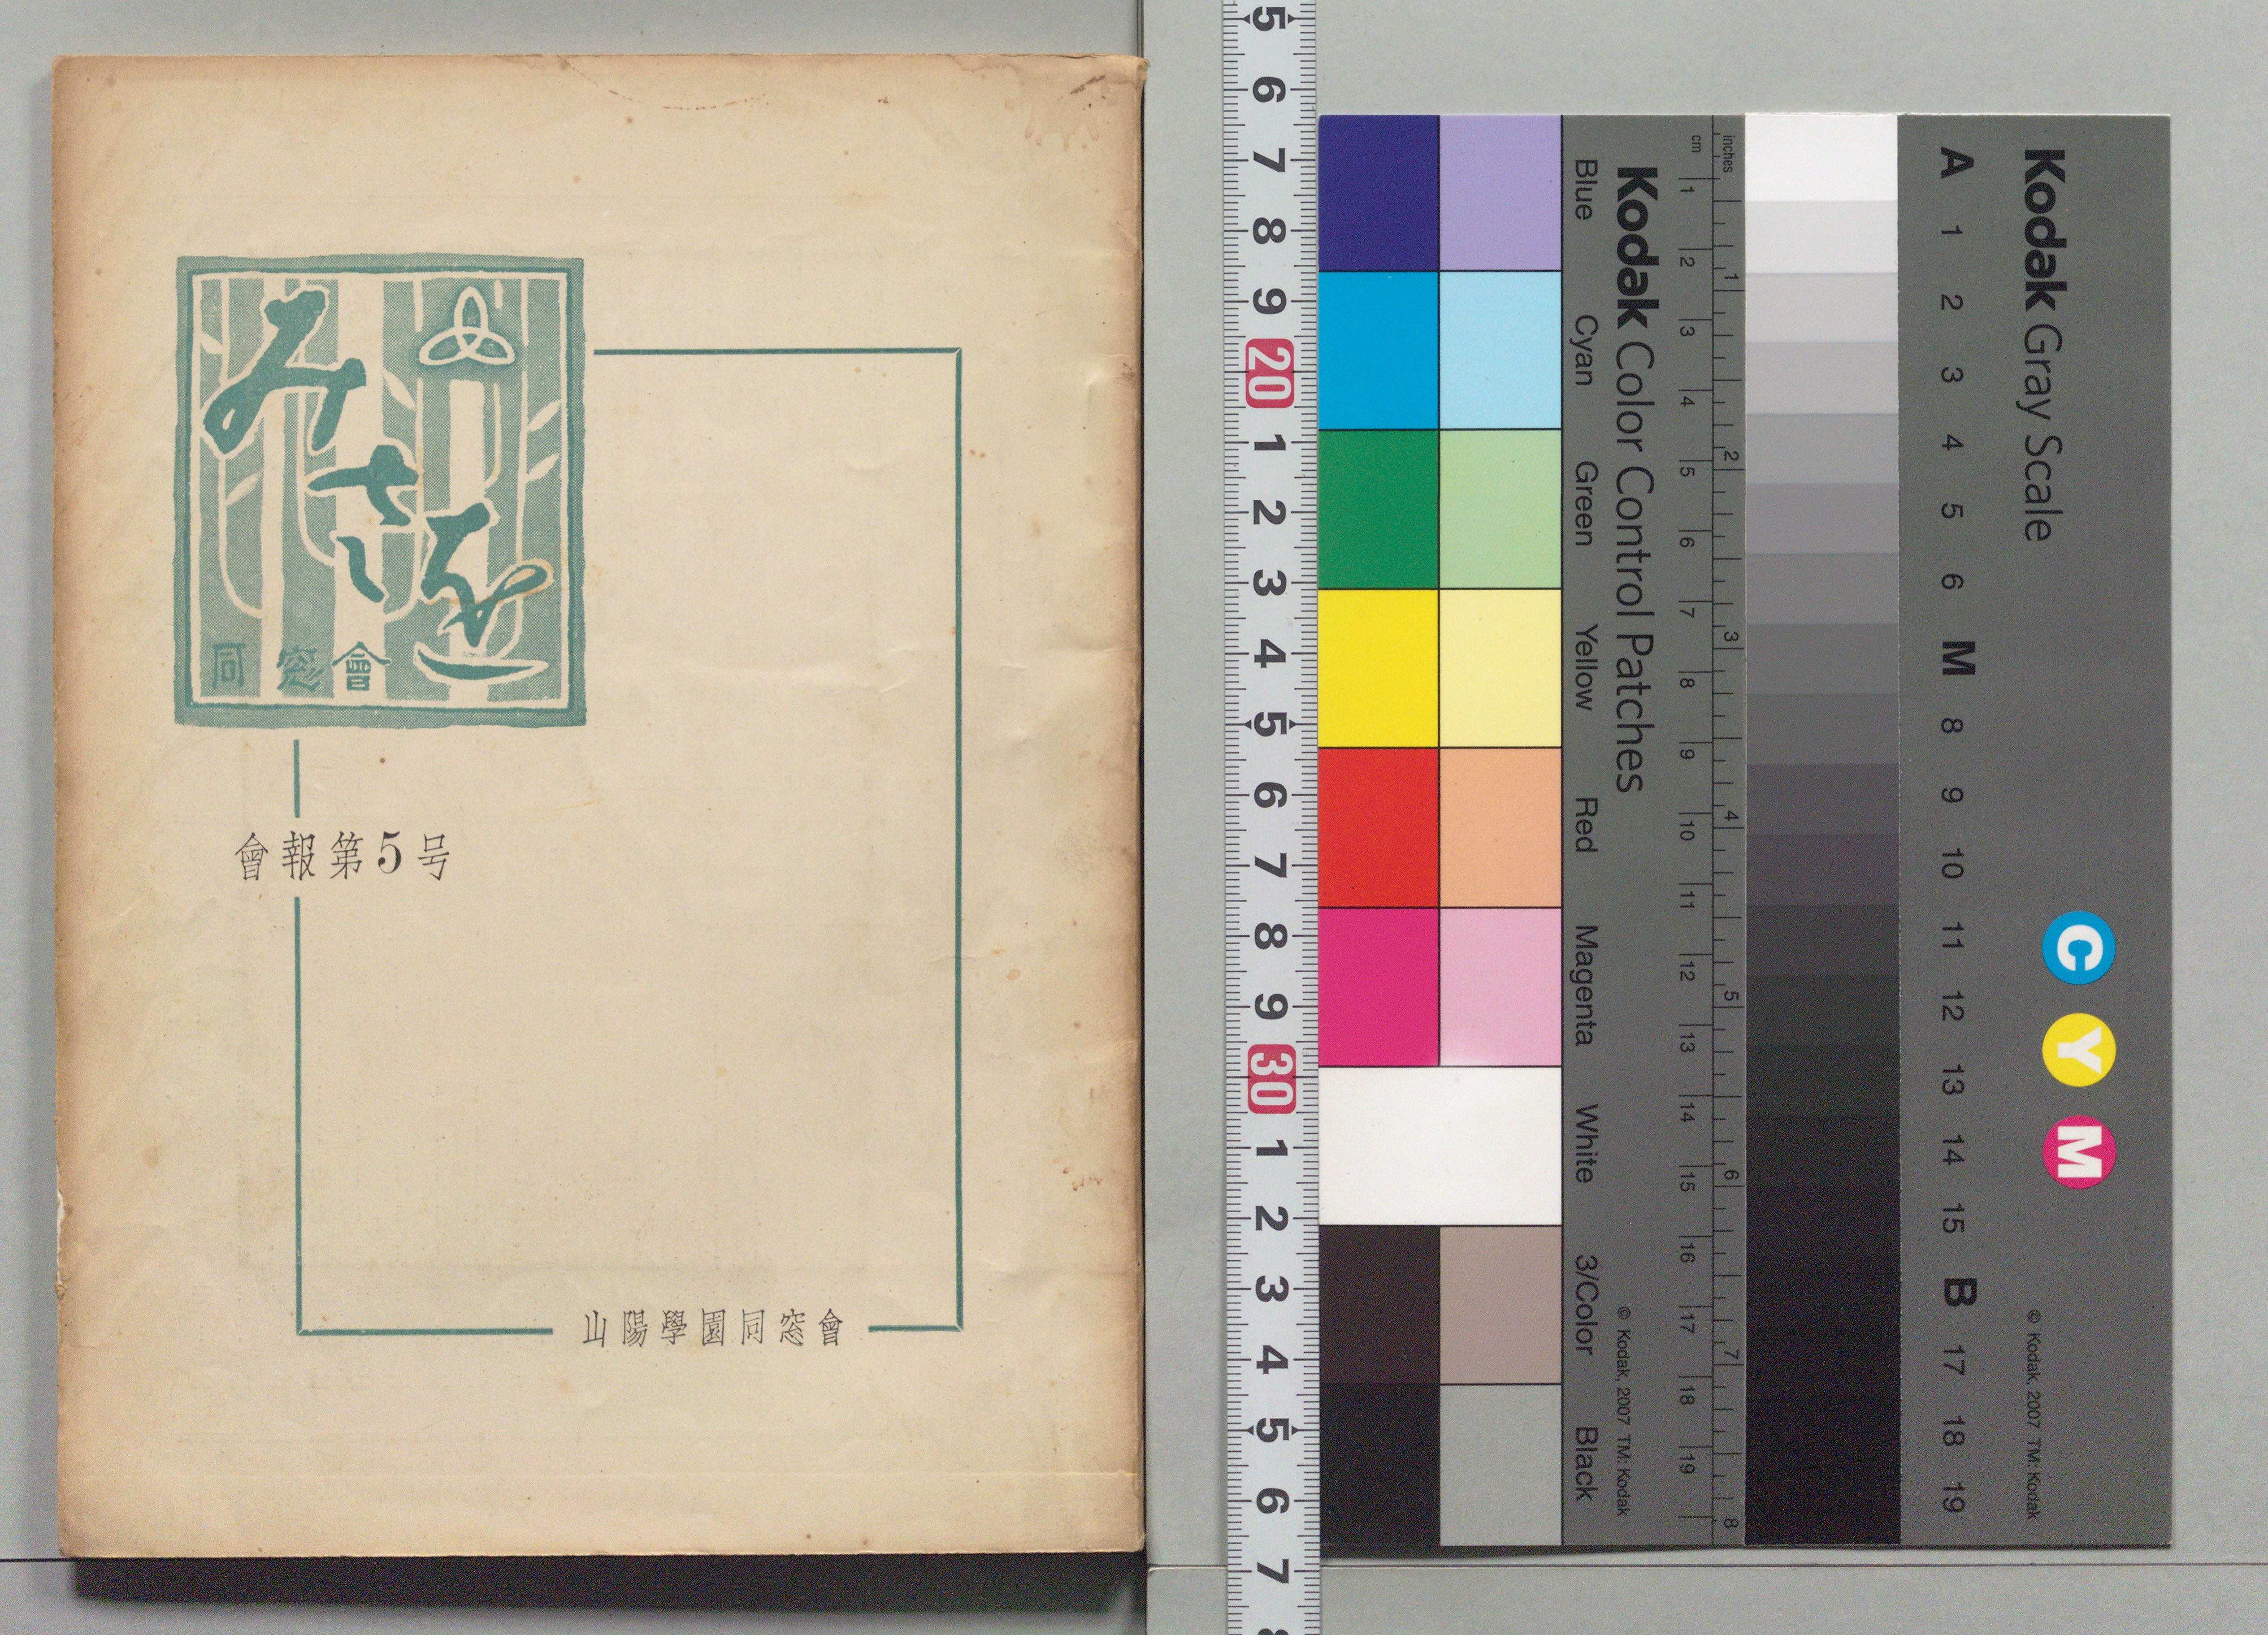 みさを
同窓會
會報第5号
山陽學園同窓會
5
6
7
8
9
20
1
2
3
4
5
6
7
8
9
30
1
2
3
4
5
6
7
Kodak Color Control Patches
Blue Cyan Green Yellow Red Magenta White 3/Color Black
© Kodak, 2007 TM: Kodak
inches 1 2 3 4 5 6 7 8
cm 1 2 3 4 5 6 7 8 9 10 11 12 13 14 15 16 17 18 19
Kodak Gray Scale
C Y M
© Kodak, 2007 TM: Kodak
A 1 2 3 4 5 6 M 8 9 10 11 12 13 14 15 B 17 18 19